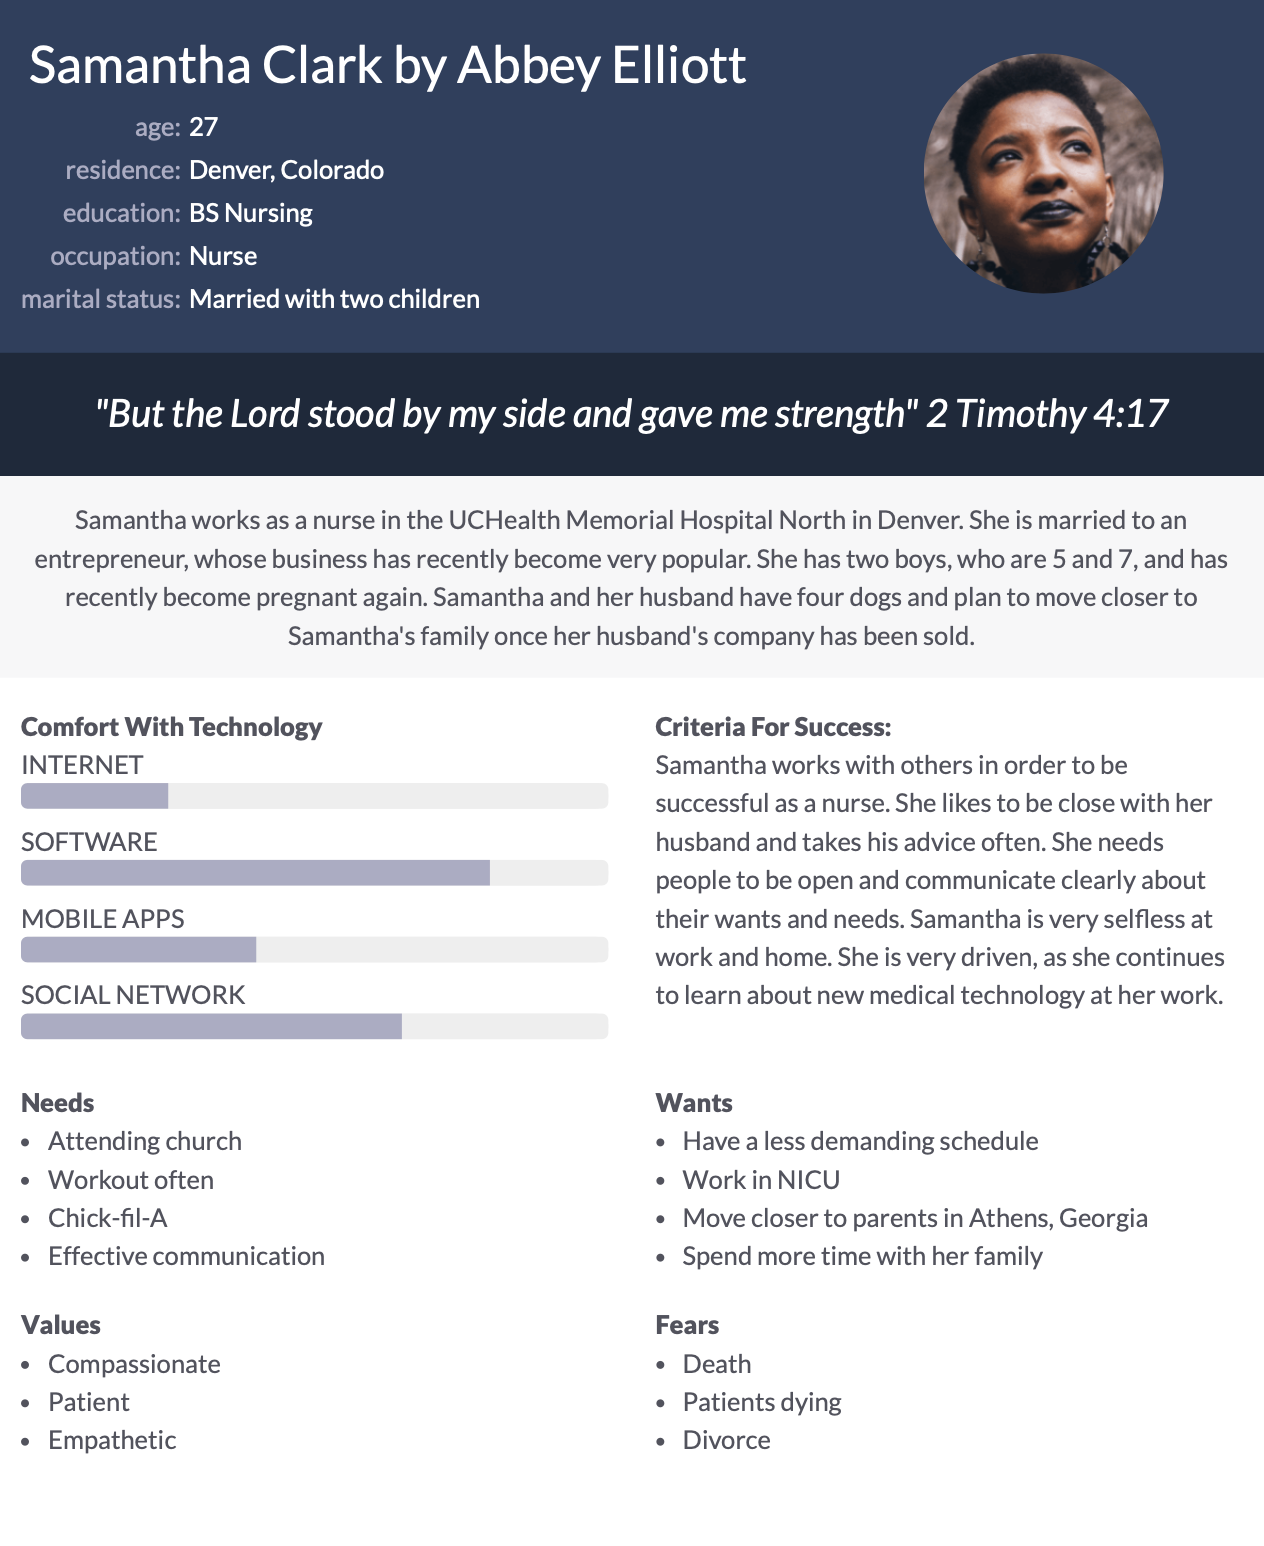 Samantha Clark by Abbey Elliott
age: 27
residence: Denver, Colorado
education: BS Nursing
occupation: Nurse
marital status: Married with two children
"But the Lord stood by my side and gave me strength" 2 Timothy 4:17
Samantha works as a nurse in the UCHealth Memorial Hospital North in Denver. She is married to an
entrepreneur, whose business has recently become very popular. She has two boys, who are 5 and 7, and has
recently become pregnant again. Samantha and her husband have four dogs and plan to move closer to
Samantha's family once her husband's company has been sold.
Comfort With Technology
INTERNET
SOFTWARE
MOBILE APPS
SOCIAL NETWORK
Criteria For Success:
Samantha works with others in order to be
successful as a nurse. She likes to be close with her
husband and takes his advice often. She needs
people to be open and communicate clearly about
their wants and needs. Samantha is very selfless at
work and home. She is very driven, as she continues
to learn about new medical technology at her work.
Needs
• Attending church
• Workout often
• Chick-fil-A
• Effective communication
Wants
• Have a less demanding schedule
• Work in NICU
• Move closer to parents in Athens, Georgia
• Spend more time with her family
Values
• Compassionate
• Patient
• Empathetic
Fears
• Death
• Patients dying
• Divorce